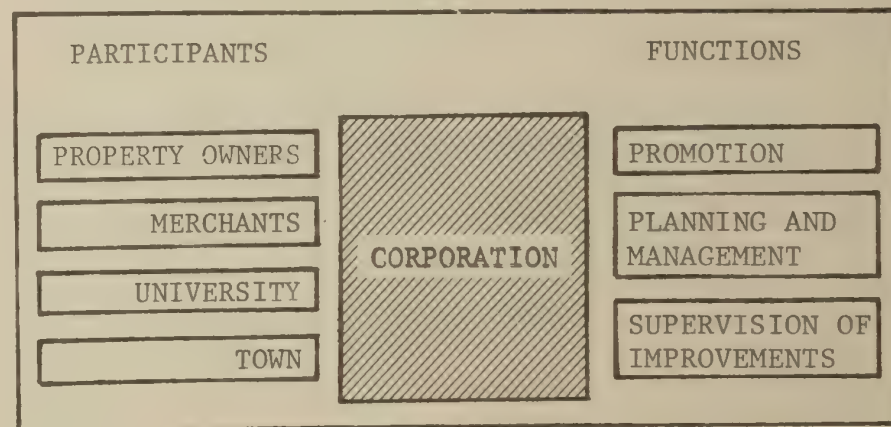 PARTICIPANTS
FUNCTIONS
PROPERTY OWNERS
MERCHANTS
UNIVERSITY
TOWN
CORPORATION
PROMOTION
PLANNING AND
MANAGEMENT
SUPERVISION OF
IMPROVEMENTS